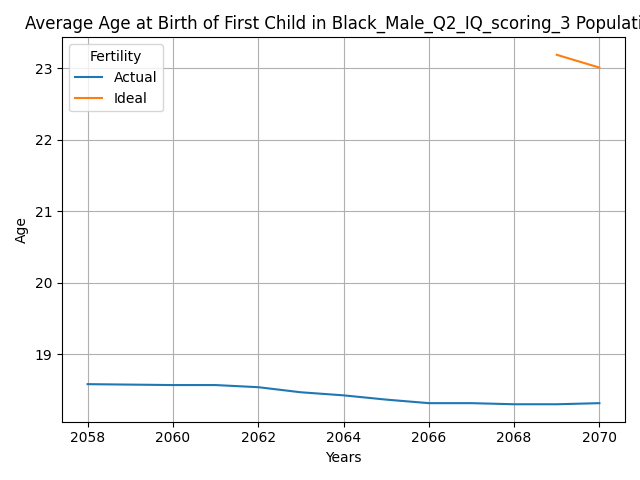 Average Age at Birth of First Child in Black_Male_Q2_IQ_scoring_3 Populati
Fertility
Actual
Ideal
23
22
21
20
19
Age
2058 2060 2062 2064 2066 2068 2070
Years